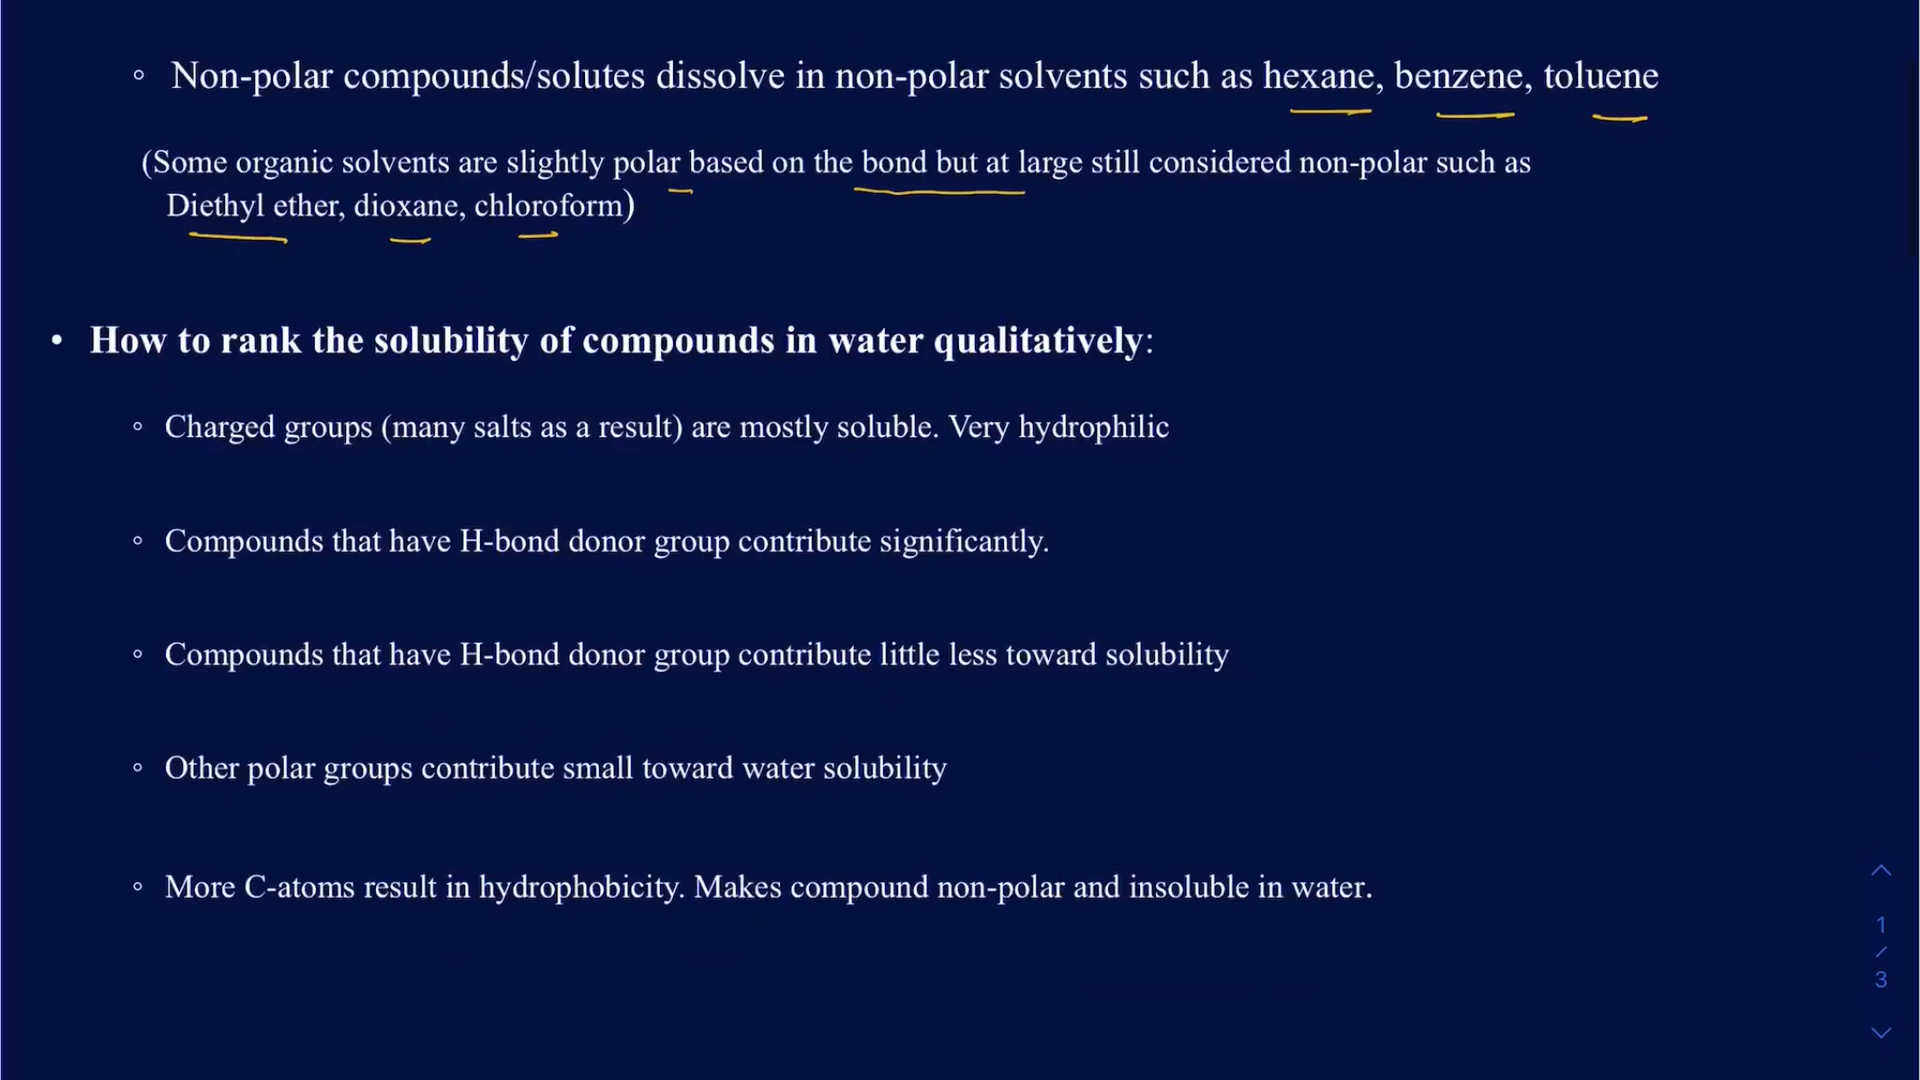 ◦ Non-polar compounds/solutes dissolve in non-polar solvents such as hexane, benzene, toluene
(Some organic solvents are slightly polar based on the bond but at large still considered non-polar such as
Diethyl ether, dioxane, chloroform)
• How to rank the solubility of compounds in water qualitatively:
◦ Charged groups (many salts as a result) are mostly soluble. Very hydrophilic
◦ Compounds that have H-bond donor group contribute significantly.
◦ Compounds that have H-bond donor group contribute little less toward solubility
◦ Other polar groups contribute small toward water solubility
◦ More C-atoms result in hydrophobicity. Makes compound non-polar and insoluble in water.
1
/
3